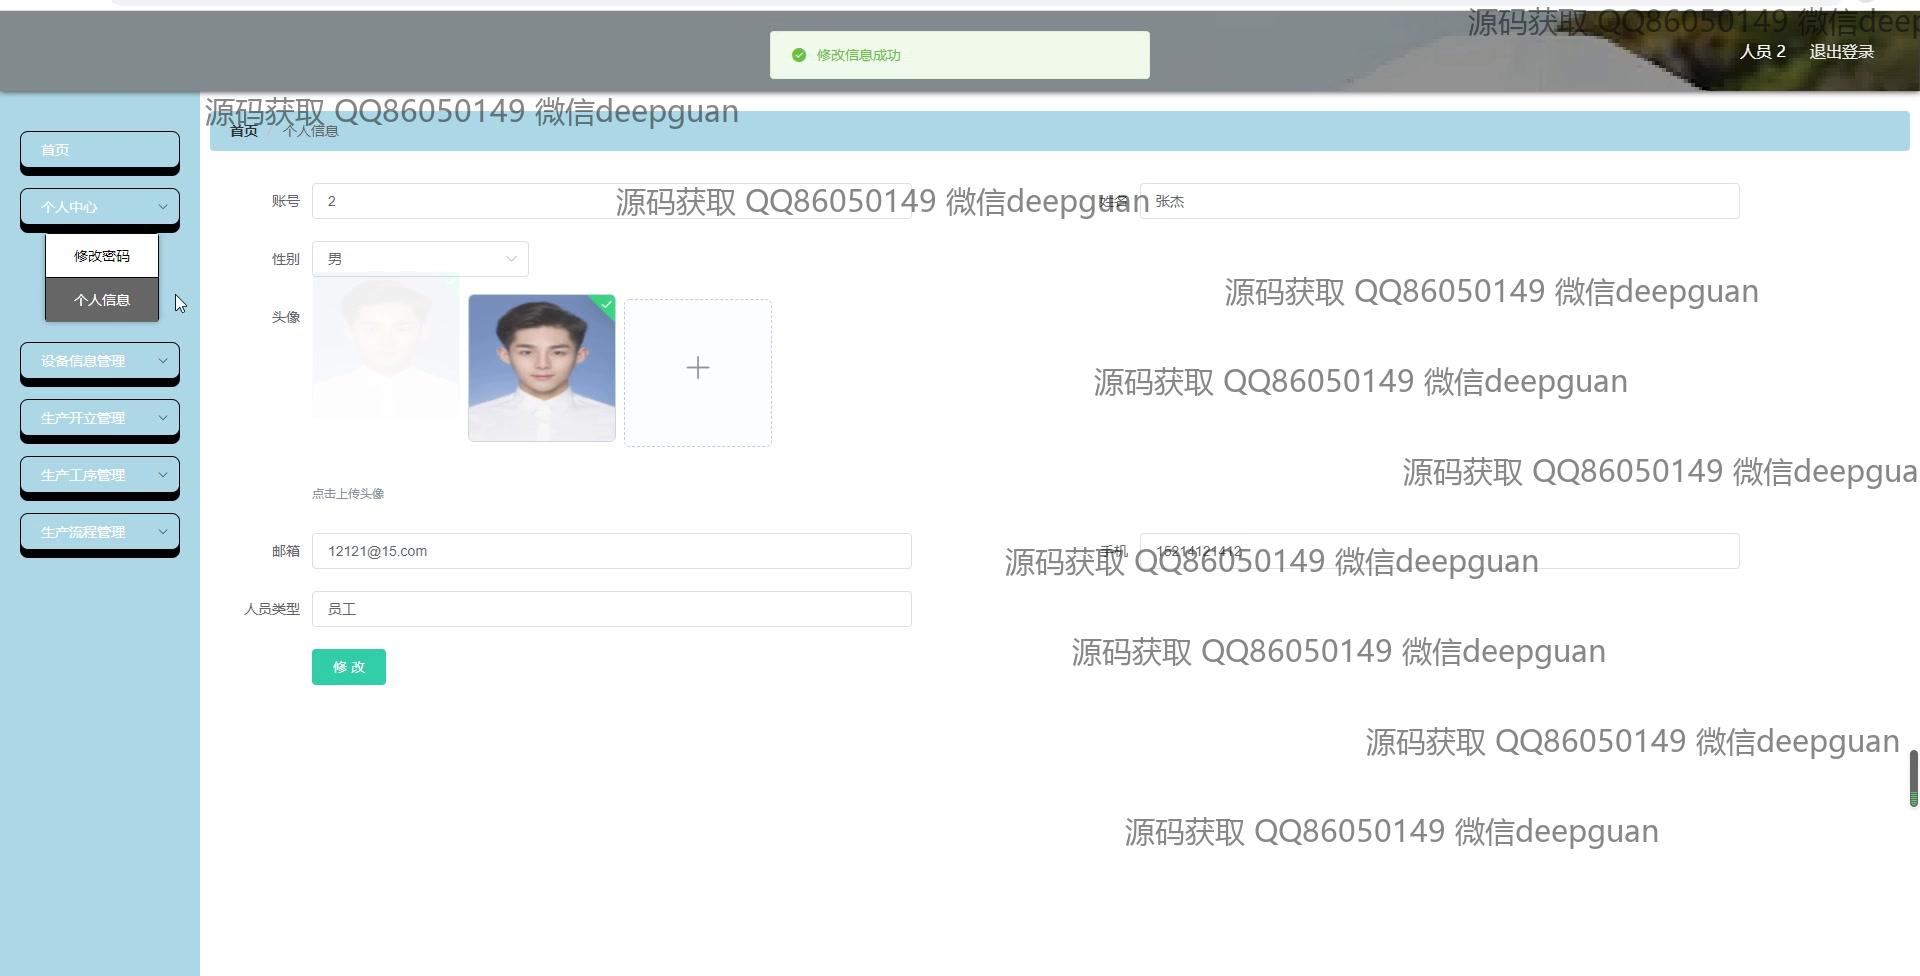 源码获取 QQ86050149 微信deep
修改信息成功
人员 2 退出登录
源码获取 QQ86050149 微信deepguan
首页 / 个人信息
首页
个人中心
修改密码
个人信息
设备信息管理
生产开立管理
生产工序管理
生产流程管理
账号 2
源码获取 QQ86050149 微信deepguan
姓名 张杰
性别 男
源码获取 QQ86050149 微信deepguan
头像
源码获取 QQ86050149 微信deepguan
源码获取 QQ86050149 微信deepgua
点击上传头像
邮箱 12121@15.com
手机 15214121412
源码获取 QQ86050149 微信deepguan
人员类型 员工
源码获取 QQ86050149 微信deepguan
修 改
源码获取 QQ86050149 微信deepguan
源码获取 QQ86050149 微信deepguan